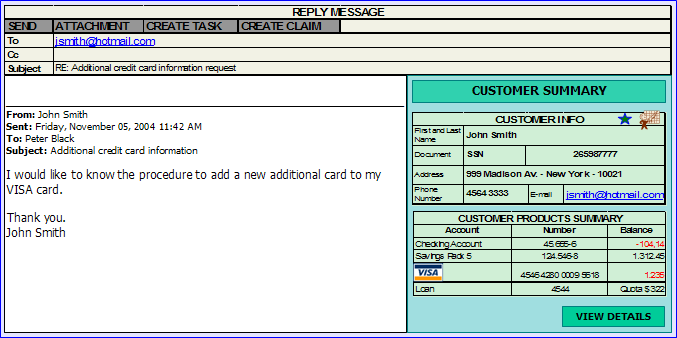 REPLY MESSAGE
SEND ATTACHMENT CREATE TASK CREATE CLAIM
To jsmith@hotmail.com
Cc
Subject RE: Additional credit card information request
From: John Smith
Sent: Friday, November 05, 2004 11:42 AM
To: Peter Black
Subject: Additional credit card information
I would like to know the procedure to add a new additional card to my
VISA card.
Thank you.
John Smith
CUSTOMER SUMMARY
CUSTOMER INFO
First and Last
Name
John Smith
Document SSN 265987777
Address 999 Madison Av. - New York - 10021
Phone
Number
4564 3333 E-mail jsmith@hotmail.com
CUSTOMER PRODUCTS SUMMARY
Account Number Balance
Checking Account 45.665-6 -104,14
Savings Pack 5 124.546-8 1.312.45
VISA 4546 4280 0009 5618 1.235
Loan 4544 Quota $ 322
VIEW DETAILS